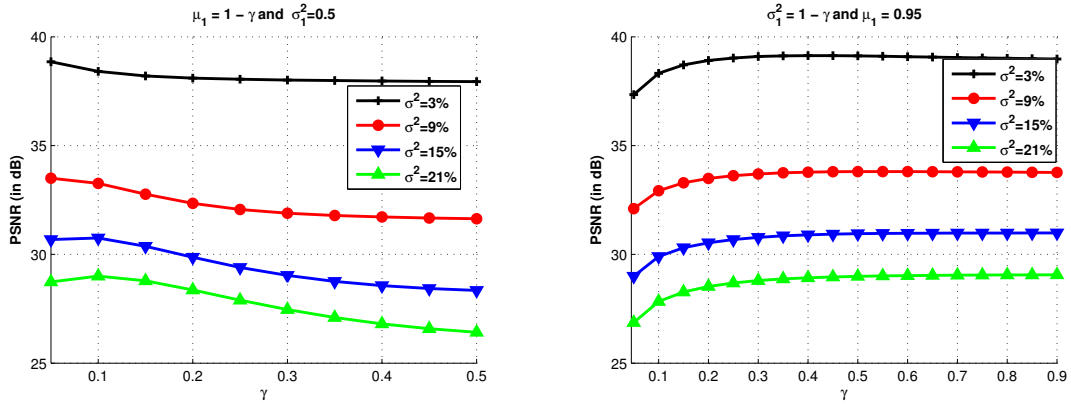 μ₁ = 1 − γ and σ₁²=0.5
40
35
30
25
PSNR (in dB)
0.1 0.2 0.3 0.4 0.5
γ
σ²=3%
σ²=9%
σ²=15%
σ²=21%
σ₁² = 1 − γ and μ₁ = 0.95
40
35
30
25
PSNR (in dB)
0.1 0.2 0.3 0.4 0.5 0.6 0.7 0.8 0.9
γ
σ²=3%
σ²=9%
σ²=15%
σ²=21%